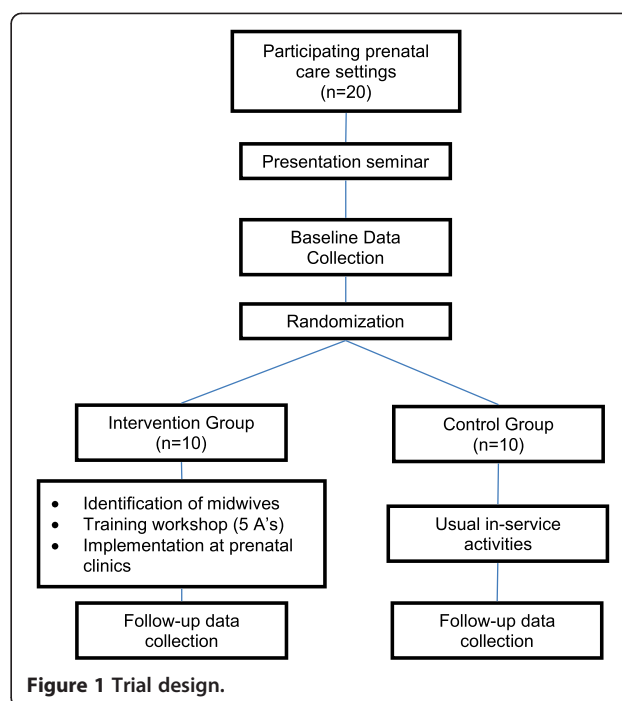 Participating prenatal
care settings
(n=20)
Presentation seminar
Baseline Data
Collection
Randomization
Intervention Group
(n=10)
Control Group
(n=10)
• Identification of midwives
• Training workshop (5 A's)
• Implementation at prenatal
clinics
Usual in-service
activities
Follow-up data
collection
Follow-up data
collection
Figure 1 Trial design.